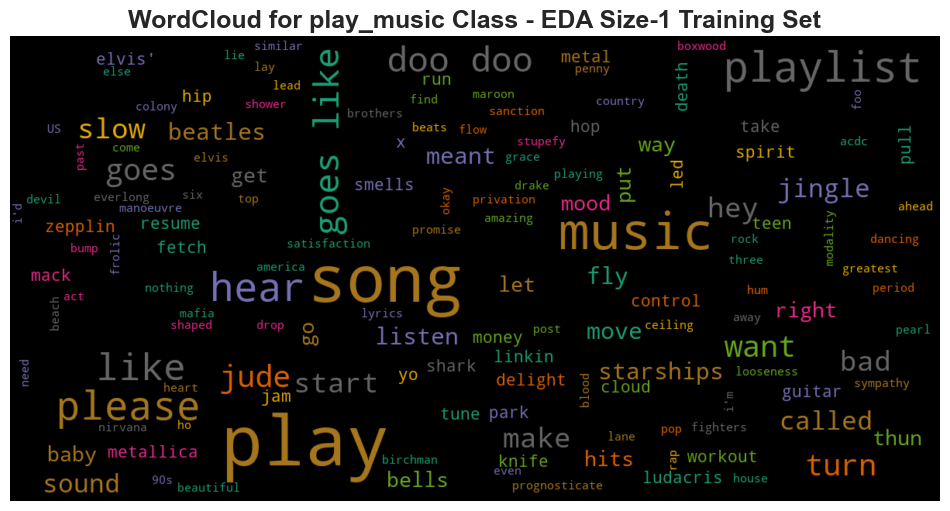 WordCloud for play_music Class - EDA Size-1 Training Set
elvis' lie similar doo doo metal boxwood playlist
else lay run penny death
hip lead like find maroon country foo
colony shower brothers sanction
US slow beatles x beats flow hop take acdc pull
past come goes elvis meant stupefy way spirit
goes get smells grace playing led
devil everlong six drake put jingle
i'd manoeuvre top okay privation mood hey ahead
zepplin resume promise amazing music teen modality
bump frolic fetch satisfaction rock dancing
mack america song fly three greatest
act nothing hear let control hum period
beach mafia lyrics right
shaped drop go listen money post move ceiling away pearl
need like jude start shark linkin want looseness
please heart jam yo delight starships bad sympathy
nirvana ho play tune park blood cloud i'm guitar
baby metallica make lane pop fighters called thun
birchman knife hits rap workout turn
sound 90s beautiful bells even prognosticate ludacris house